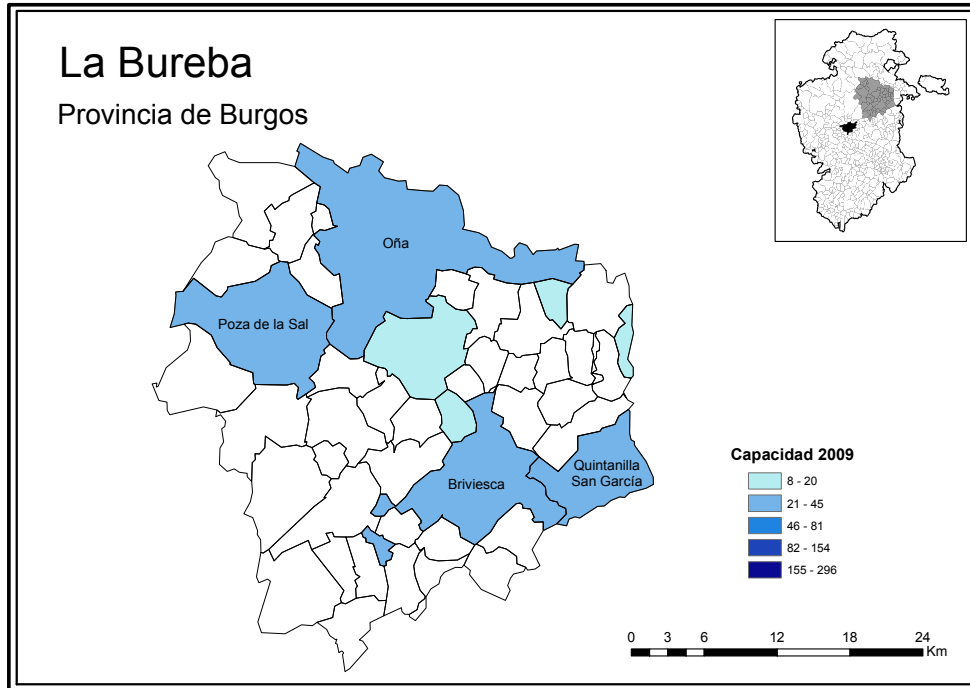 La Bureba
Provincia de Burgos
Oña
Poza de la Sal
Briviesca
Quintanilla
San García
Capacidad 2009
8 - 20
21 - 45
46 - 81
82 - 154
155 - 296
0 3 6 12 18 24
Km